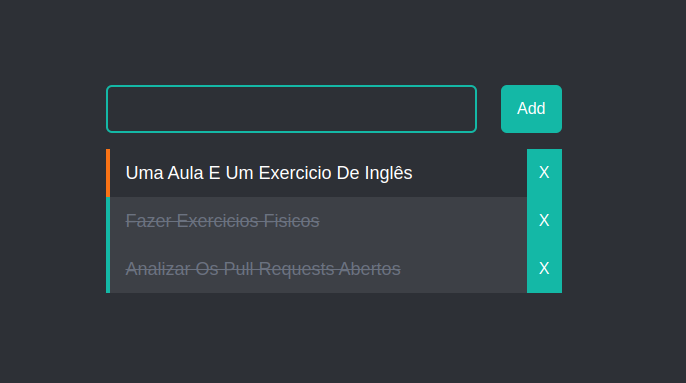 Add
Uma Aula E Um Exercicio De Inglês X
Fazer Exercicios Fisicos X
Analizar Os Pull Requests Abertos X